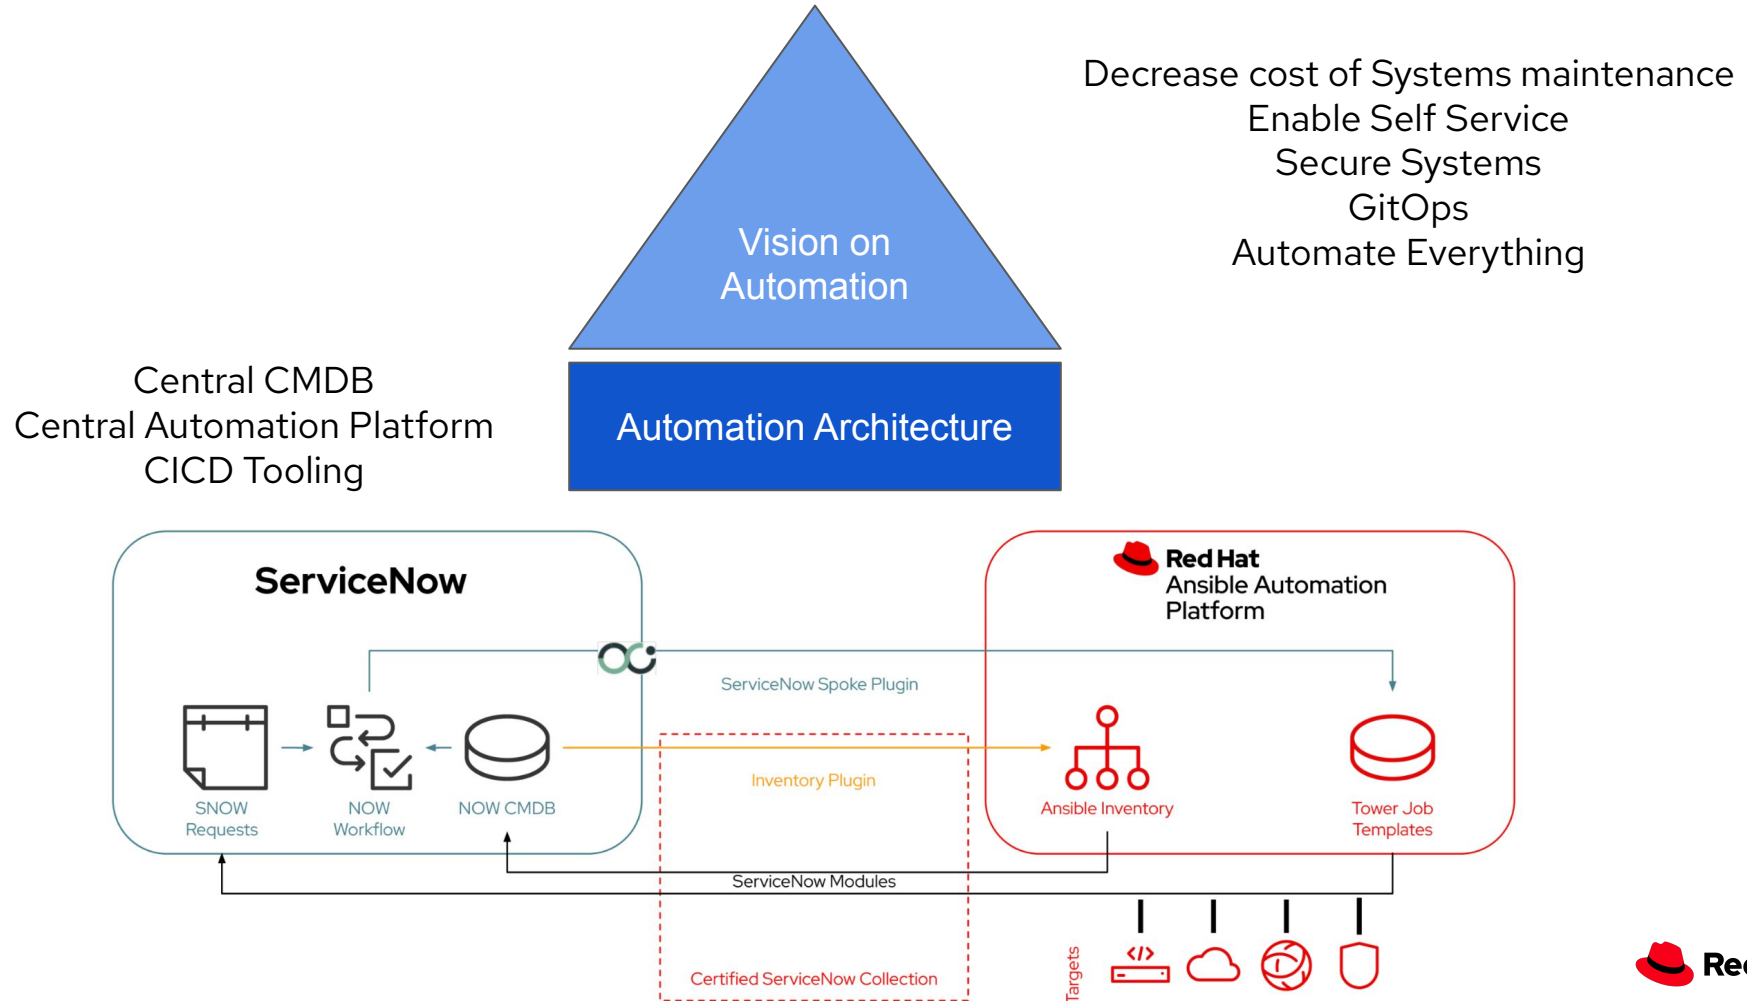 Decrease cost of Systems maintenance
Enable Self Service
Secure Systems
GitOps
Automate Everything
Vision on
Automation
Central CMDB
Central Automation Platform
CICD Tooling
Automation Architecture
ServiceNow
Red Hat
Ansible Automation
Platform
ServiceNow Spoke Plugin
Inventory Plugin
SNOW
Requests
NOW
Workflow
NOW CMDB
Ansible Inventory
Tower Job
Templates
ServiceNow Modules
Certified ServiceNow Collection
Targets